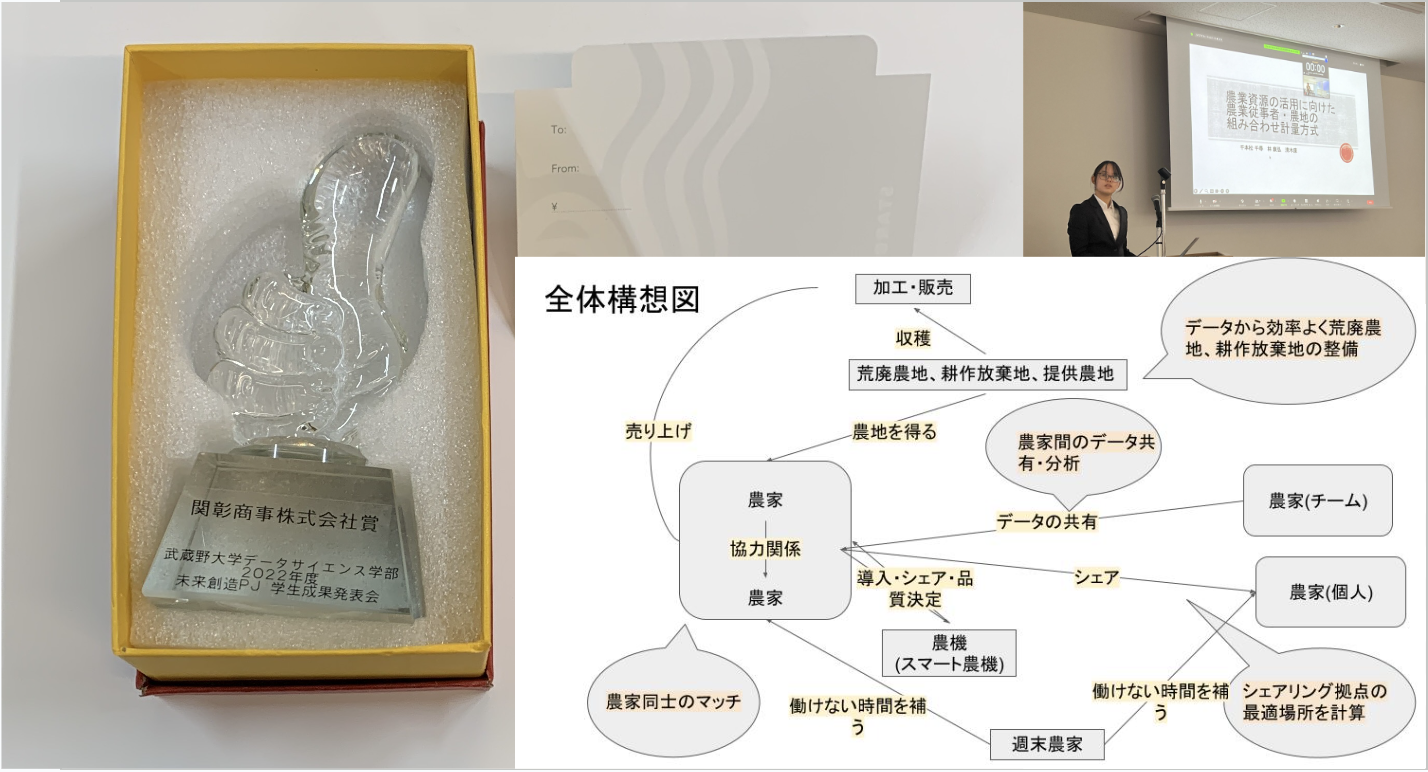 関彰商事株式会社賞
武蔵野大学データサイエンス学部
2022年度
未来創造PJ 学生成果発表会
To:
From:
¥
00:00
農業資源の活用に向けた
農業従事者・農地の
組み合わせ計量方式
全体構想図
加工・販売
収穫
データから効率よく荒廃農
地、耕作放棄地の整備
荒廃農地、耕作放棄地、提供農地
売り上げ
農地を得る
農家間のデータ共
有・分析
農家
協力関係
農家
データの共有
農家(チーム)
導入・シェア・品
質決定
シェア
農家(個人)
農機
(スマート農機)
農家同士のマッチ
働けない時間を補
う
働けない時間を補
う
シェアリング拠点の
最適場所を計算
週末農家